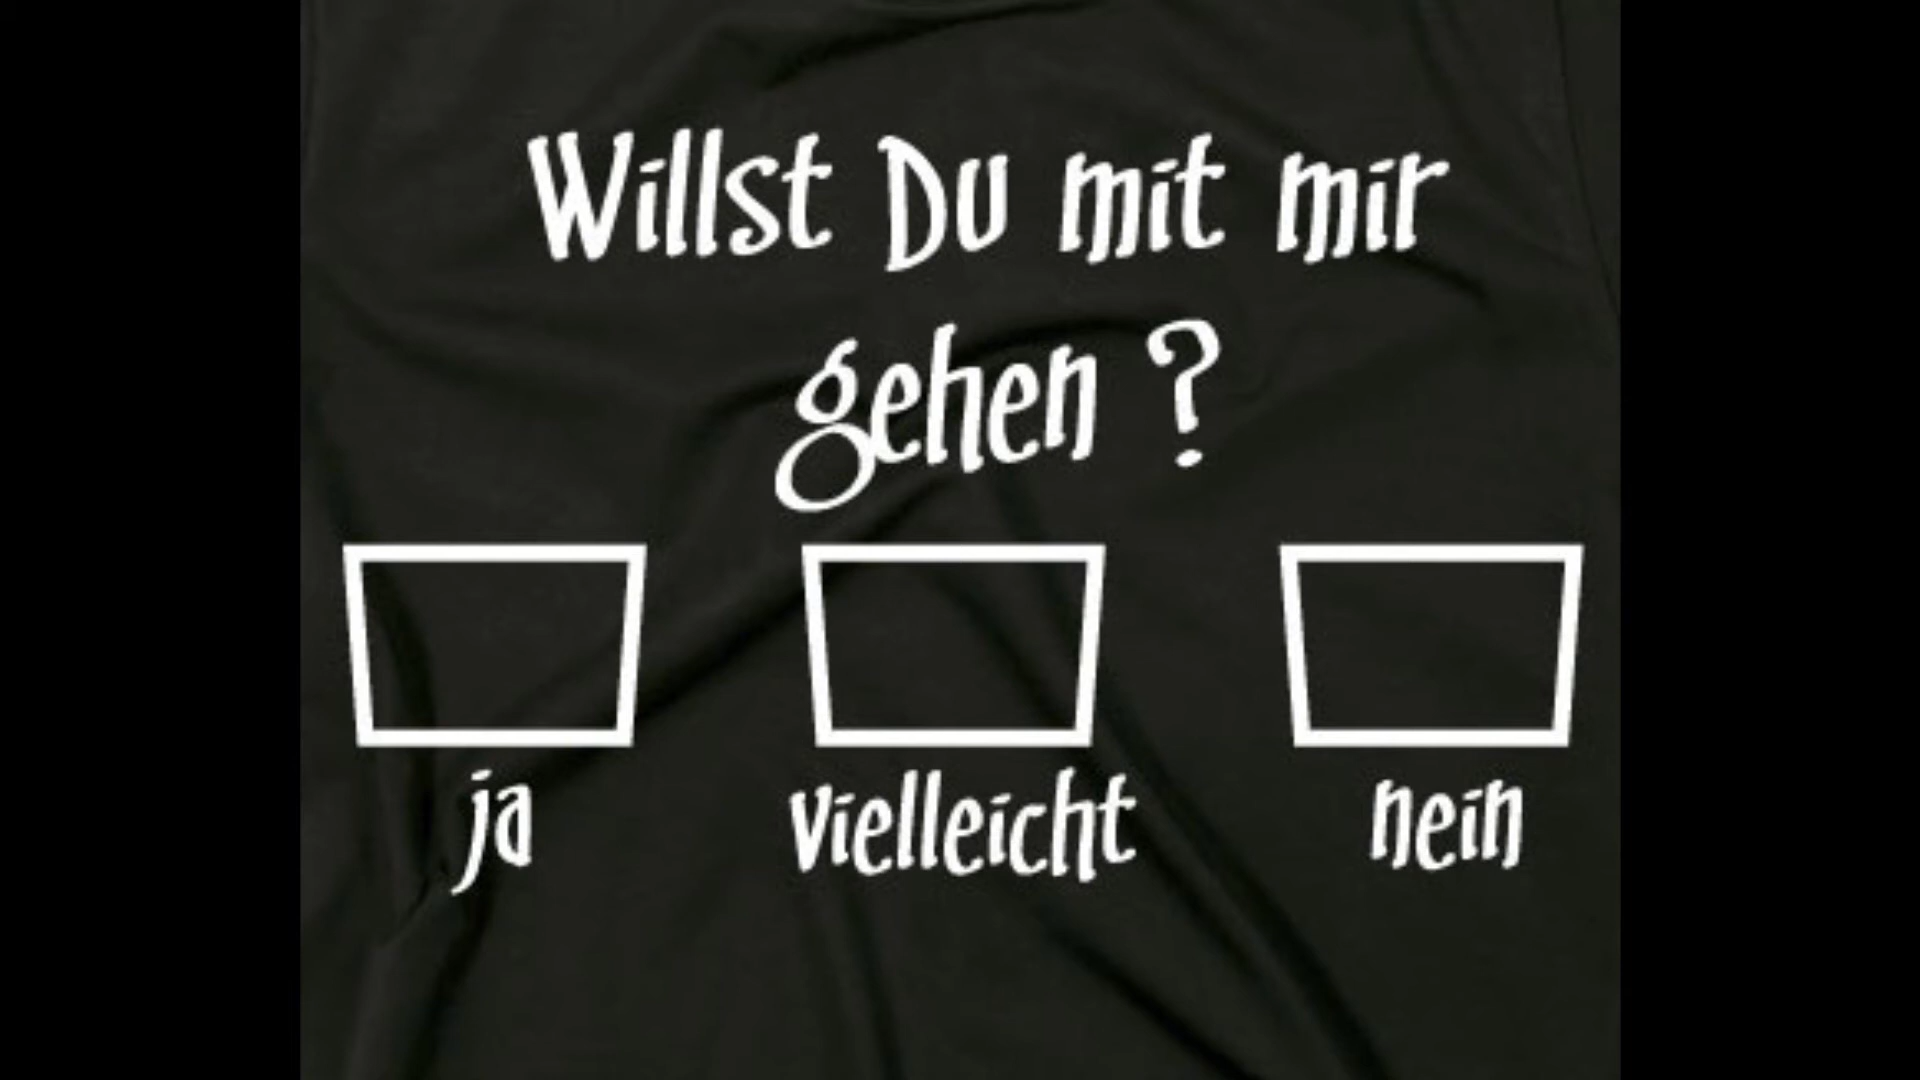 Willst Du mit mir
gehen ?
ja
vielleicht
nein